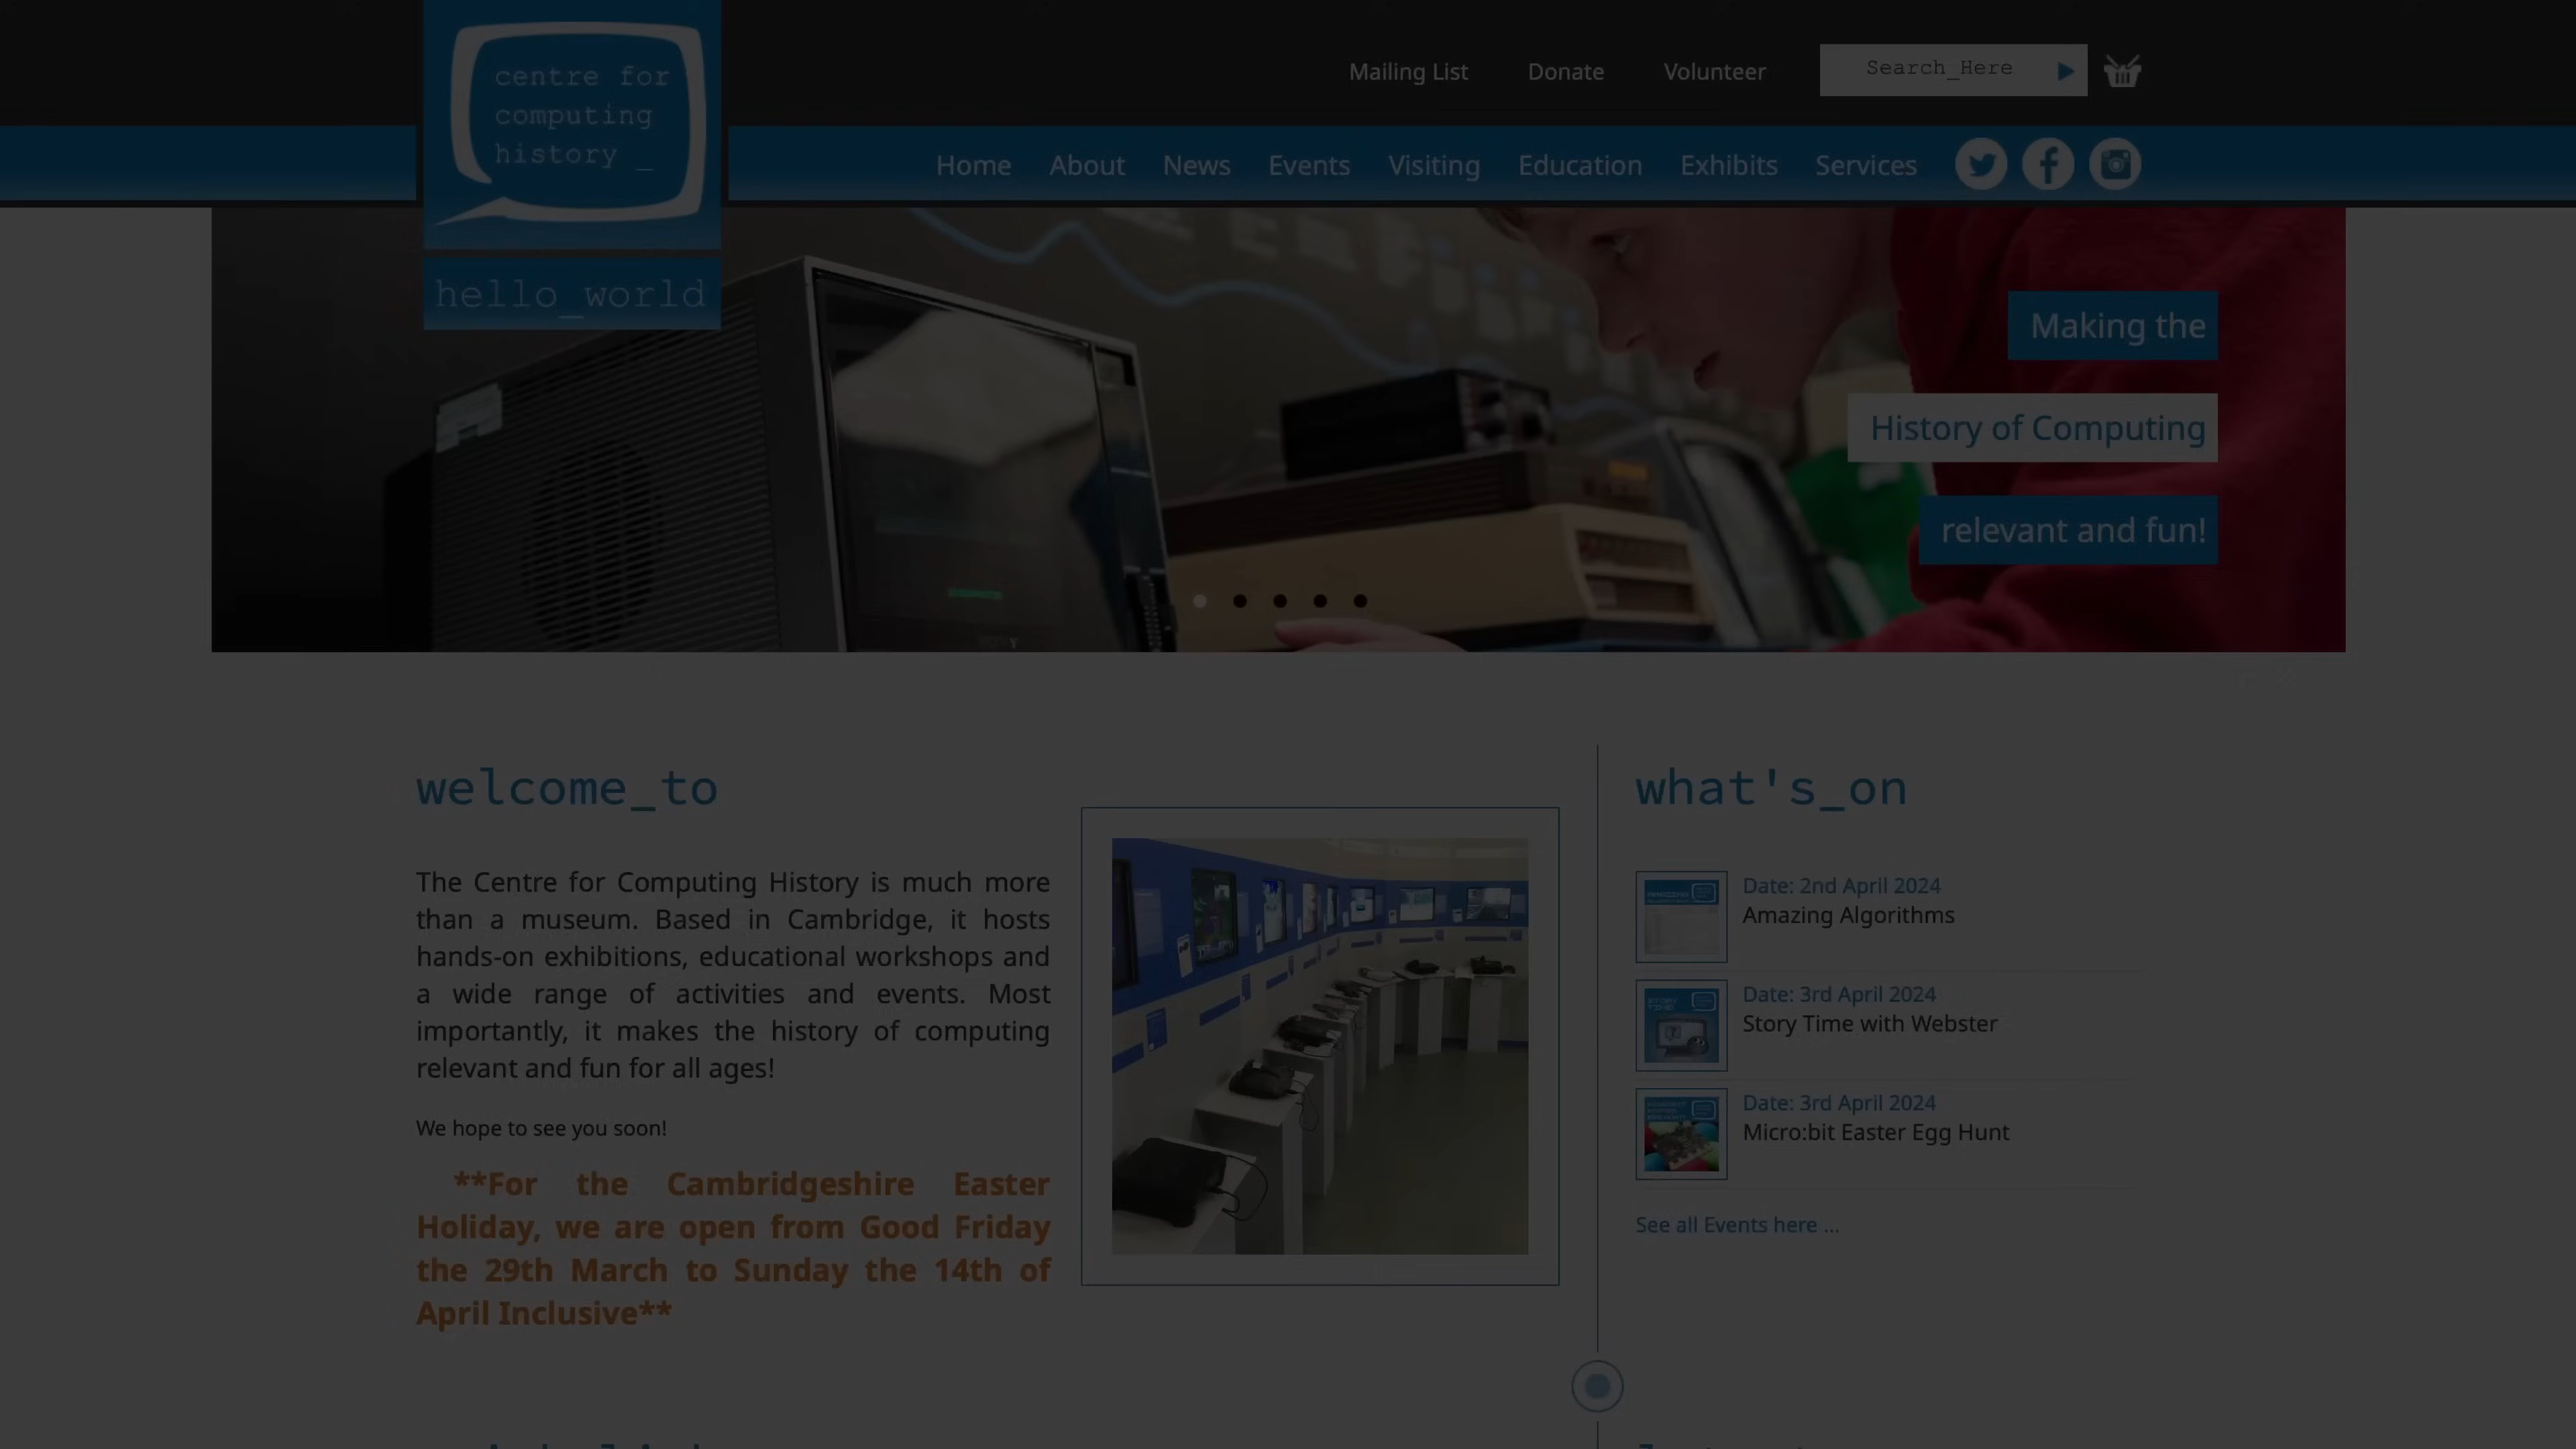 centre for
computing
history _
hello_world
Mailing List Donate Volunteer Search_Here
Home About News Events Visiting Education Exhibits Services
Making the
History of Computing
relevant and fun!
welcome_to
The Centre for Computing History is much more
than a museum. Based in Cambridge, it hosts
hands-on exhibitions, educational workshops and
a wide range of activities and events. Most
importantly, it makes the history of computing
relevant and fun for all ages!
We hope to see you soon!
**For the Cambridgeshire Easter
Holiday, we are open from Good Friday
the 29th March to Sunday the 14th of
April Inclusive**
what's_on
Date: 2nd April 2024
Amazing Algorithms
Date: 3rd April 2024
Story Time with Webster
Date: 3rd April 2024
Micro:bit Easter Egg Hunt
See all Events here ...